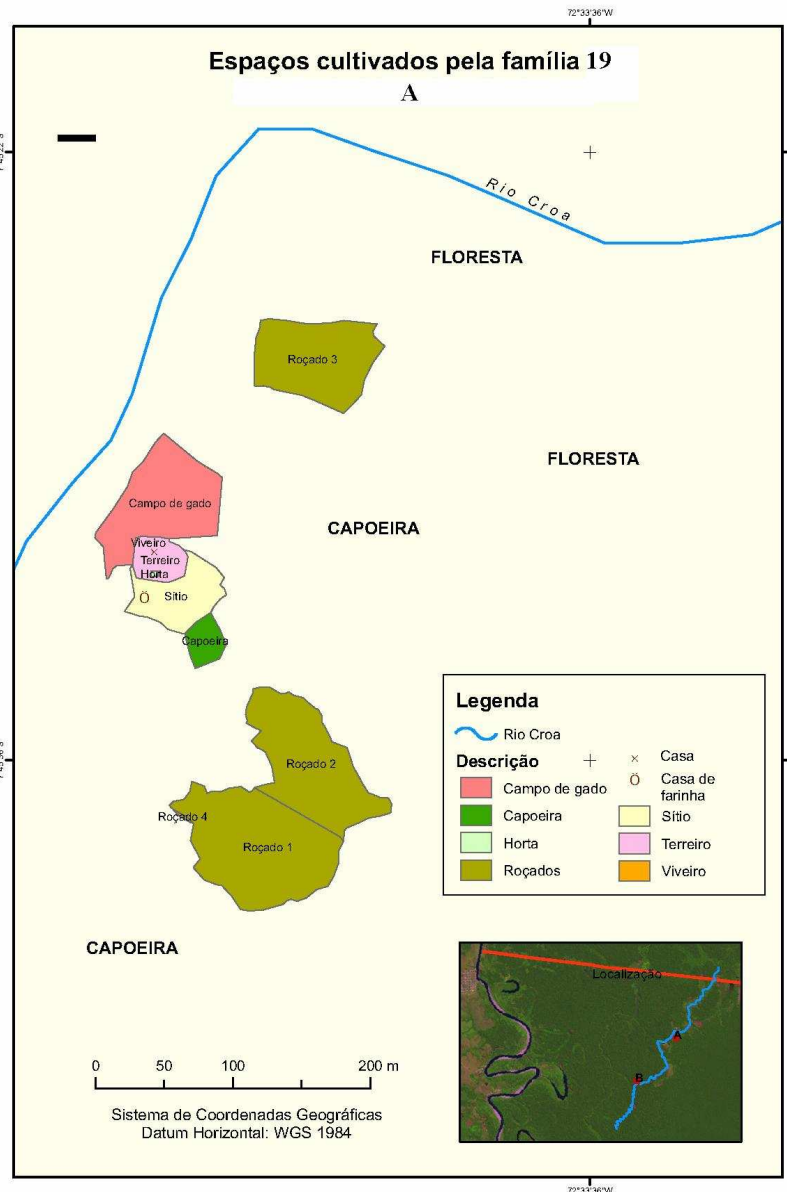 72°33'36"W
Espaços cultivados pela família 19
A
Rio Croa
FLORESTA
Roçado 3
FLORESTA
Campo de gado
CAPOEIRA
Viveiro
Terreiro
Horta
Ö Sítio
Capoeira
Roçado 2
Roçado 4
Roçado 1
CAPOEIRA
Legenda
Rio Croa
Descrição
Campo de gado
Capoeira
Horta
Roçados
× Casa
Ö Casa de
farinha
Sítio
Terreiro
Viveiro
Localização
A
B
0 50 100 200 m
Sistema de Coordenadas Geográficas
Datum Horizontal: WGS 1984
72°33'36"W